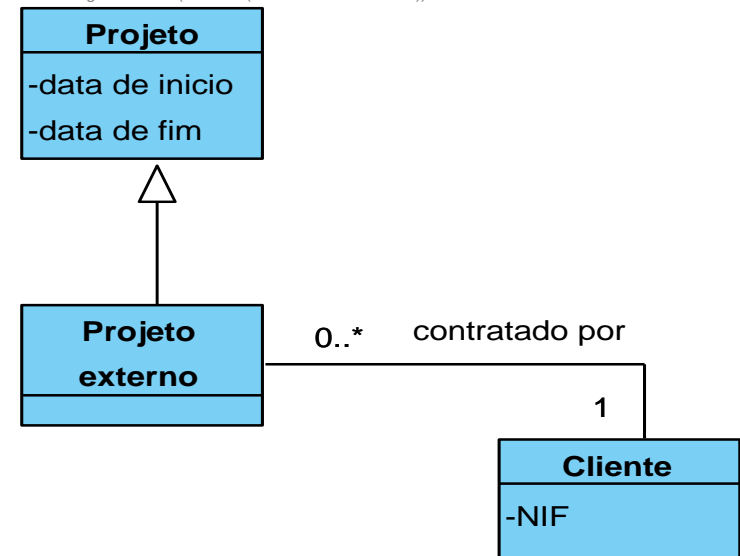 Projeto
-data de inicio
-data de fim
Projeto
externo
0..* contratado por
1
Cliente
-NIF